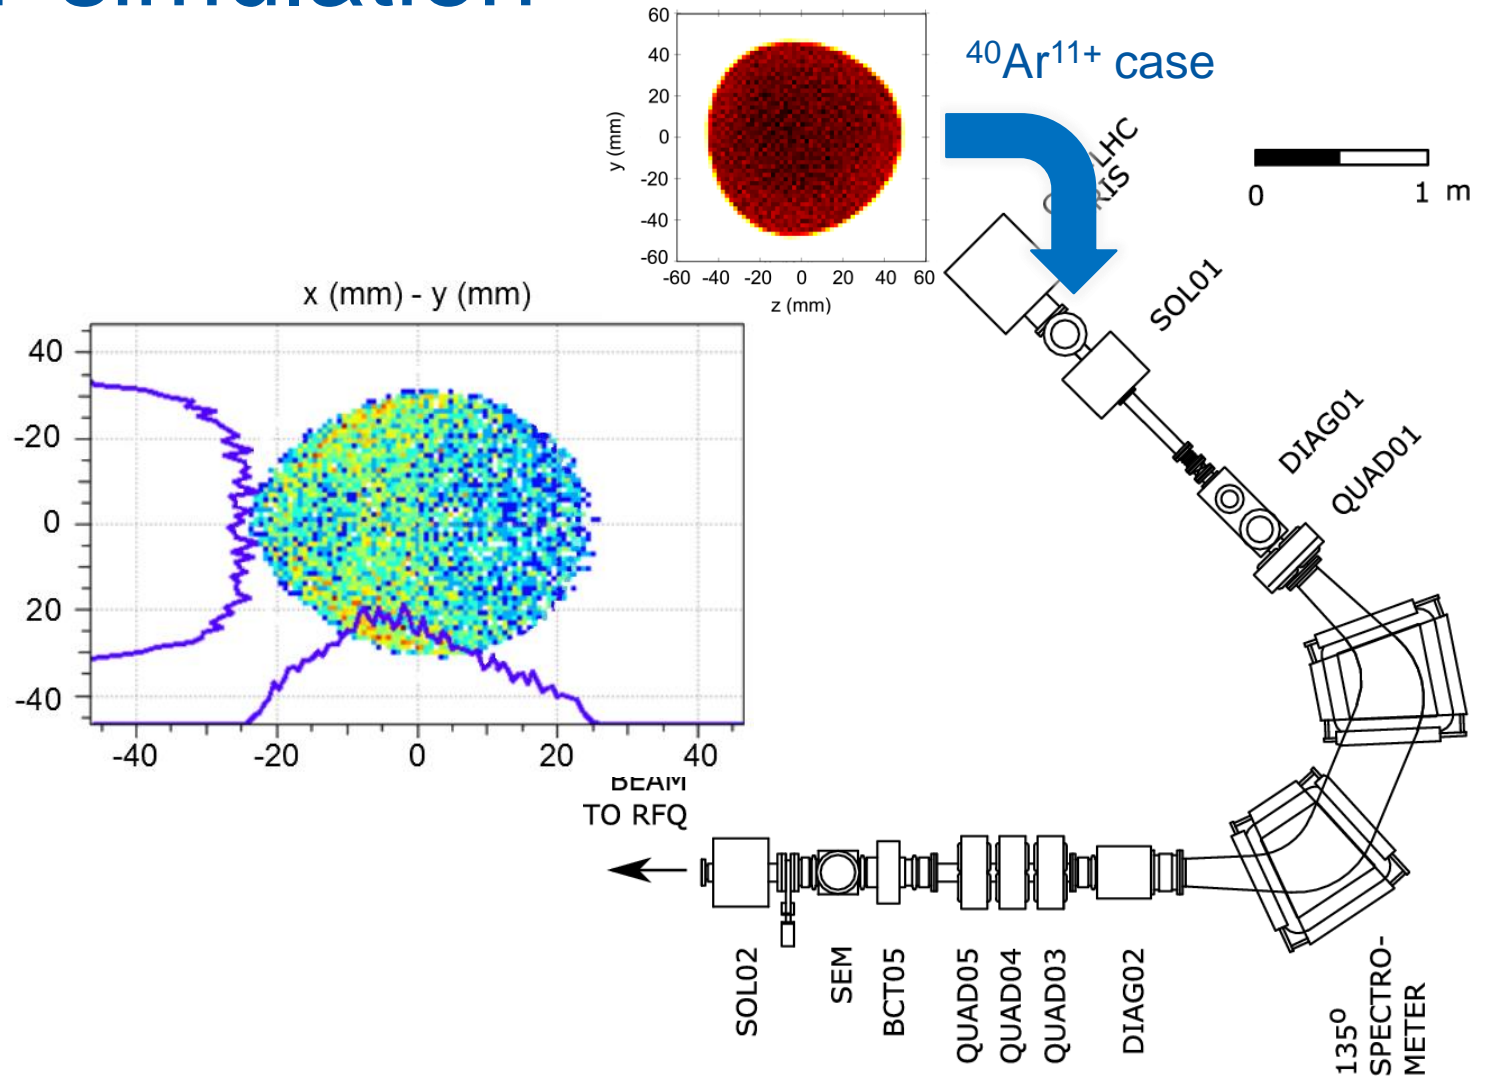 simulation
60
40
20
0
-20
-40
-60
y (mm)
-60 -40 -20 0 20 40 60
z (mm)
40Ar11+ case
0 1 m
SOL01
DIAG01
QUAD01
x (mm) - y (mm)
40
-20
0
20
-40
-40 -20 0 20 40
BEAM
TO RFQ
SOL02
SEM
BCT05
QUAD05
QUAD04
QUAD03
DIAG02
135o
SPECTRO-
METER